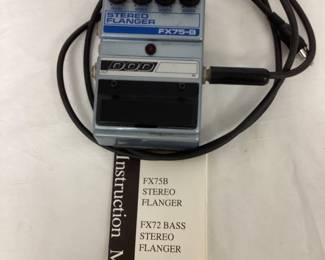 STEREO
FLANGER
FX75-B
DOD
Instruction M
FX75B
STEREO
FLANGER
FX72 BASS
STEREO
FLANGER